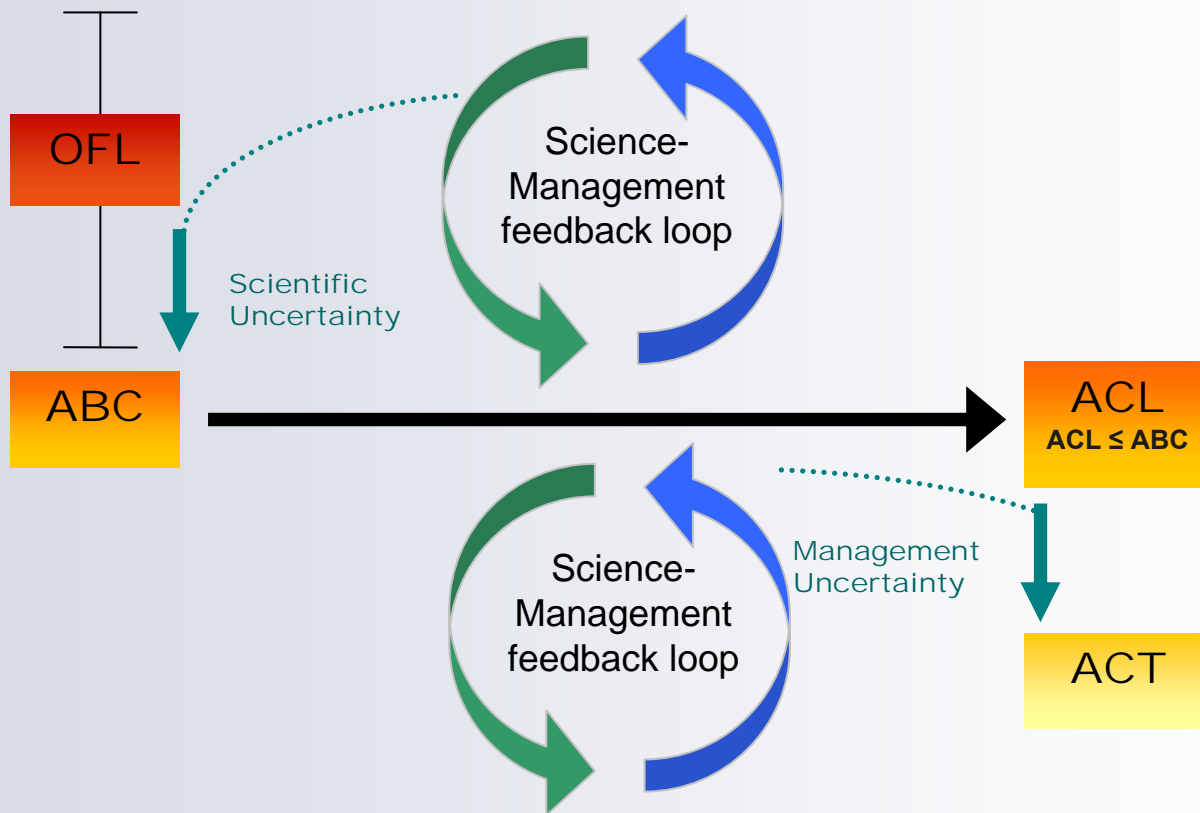 OFL
Science-
Management
feedback loop
Scientific
Uncertainty
ABC
ACL
ACL ≤ ABC
Science-
Management
feedback loop
Management
Uncertainty
ACT